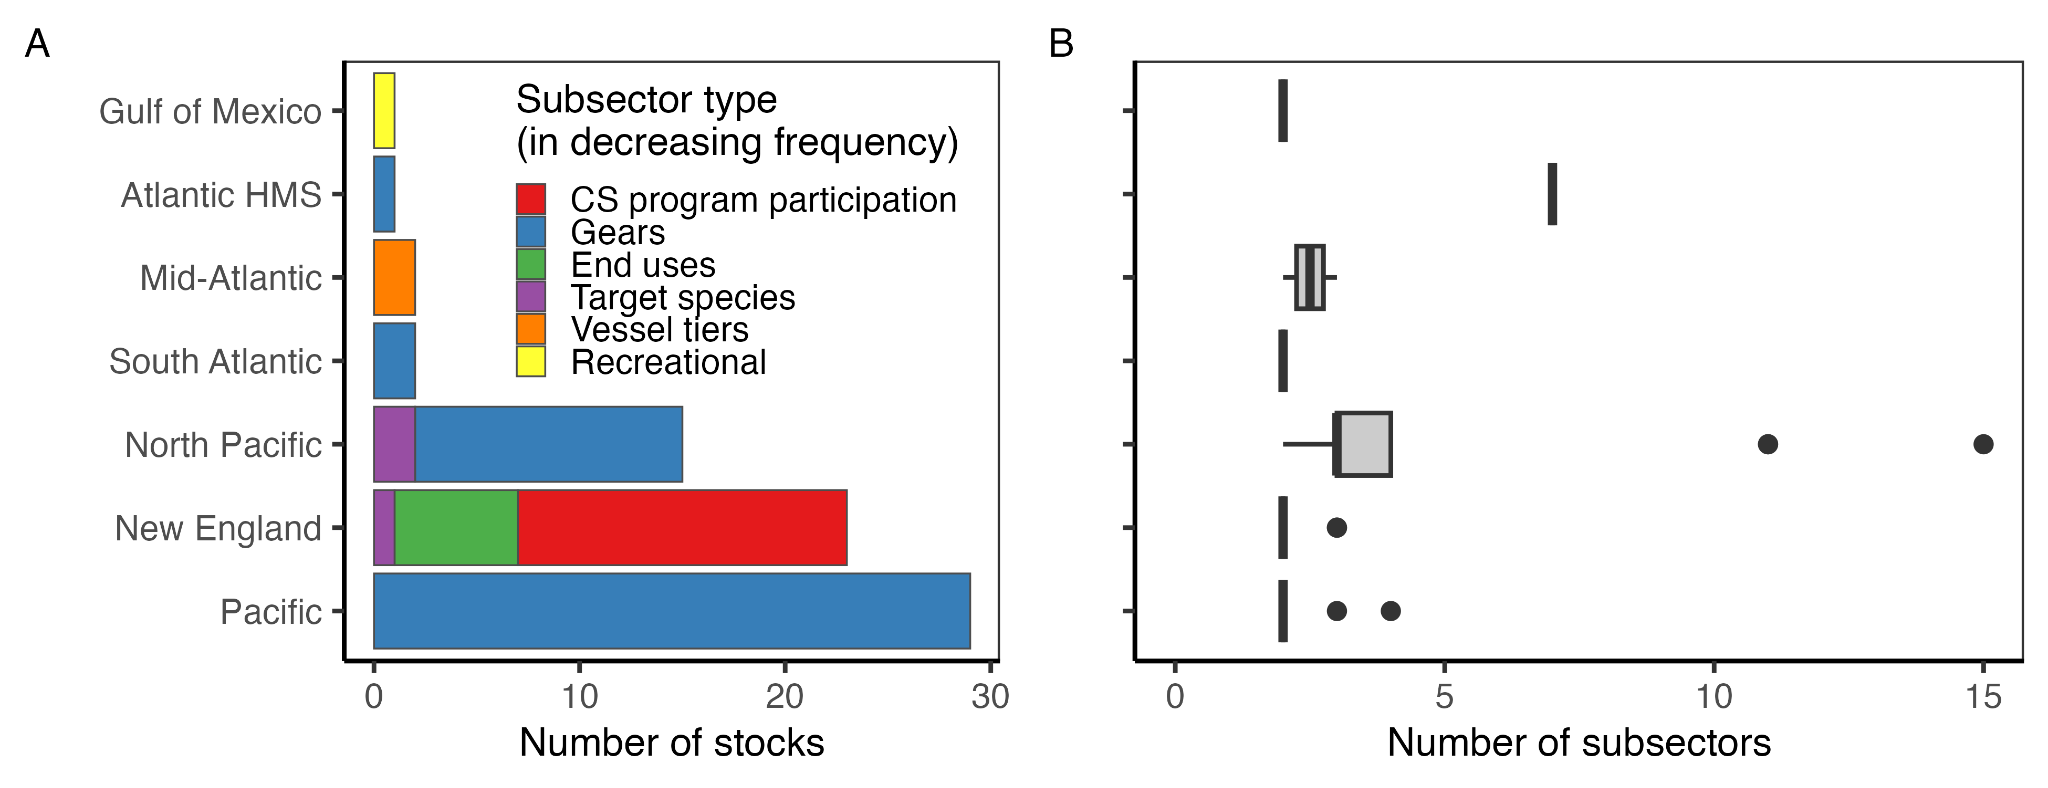 A
Gulf of Mexico
Atlantic HMS
Mid-Atlantic
South Atlantic
North Pacific
New England
Pacific
Subsector type
(in decreasing frequency)
CS program participation
Gears
End uses
Target species
Vessel tiers
Recreational
0 10 20 30
Number of stocks
B
0 5 10 15
Number of subsectors